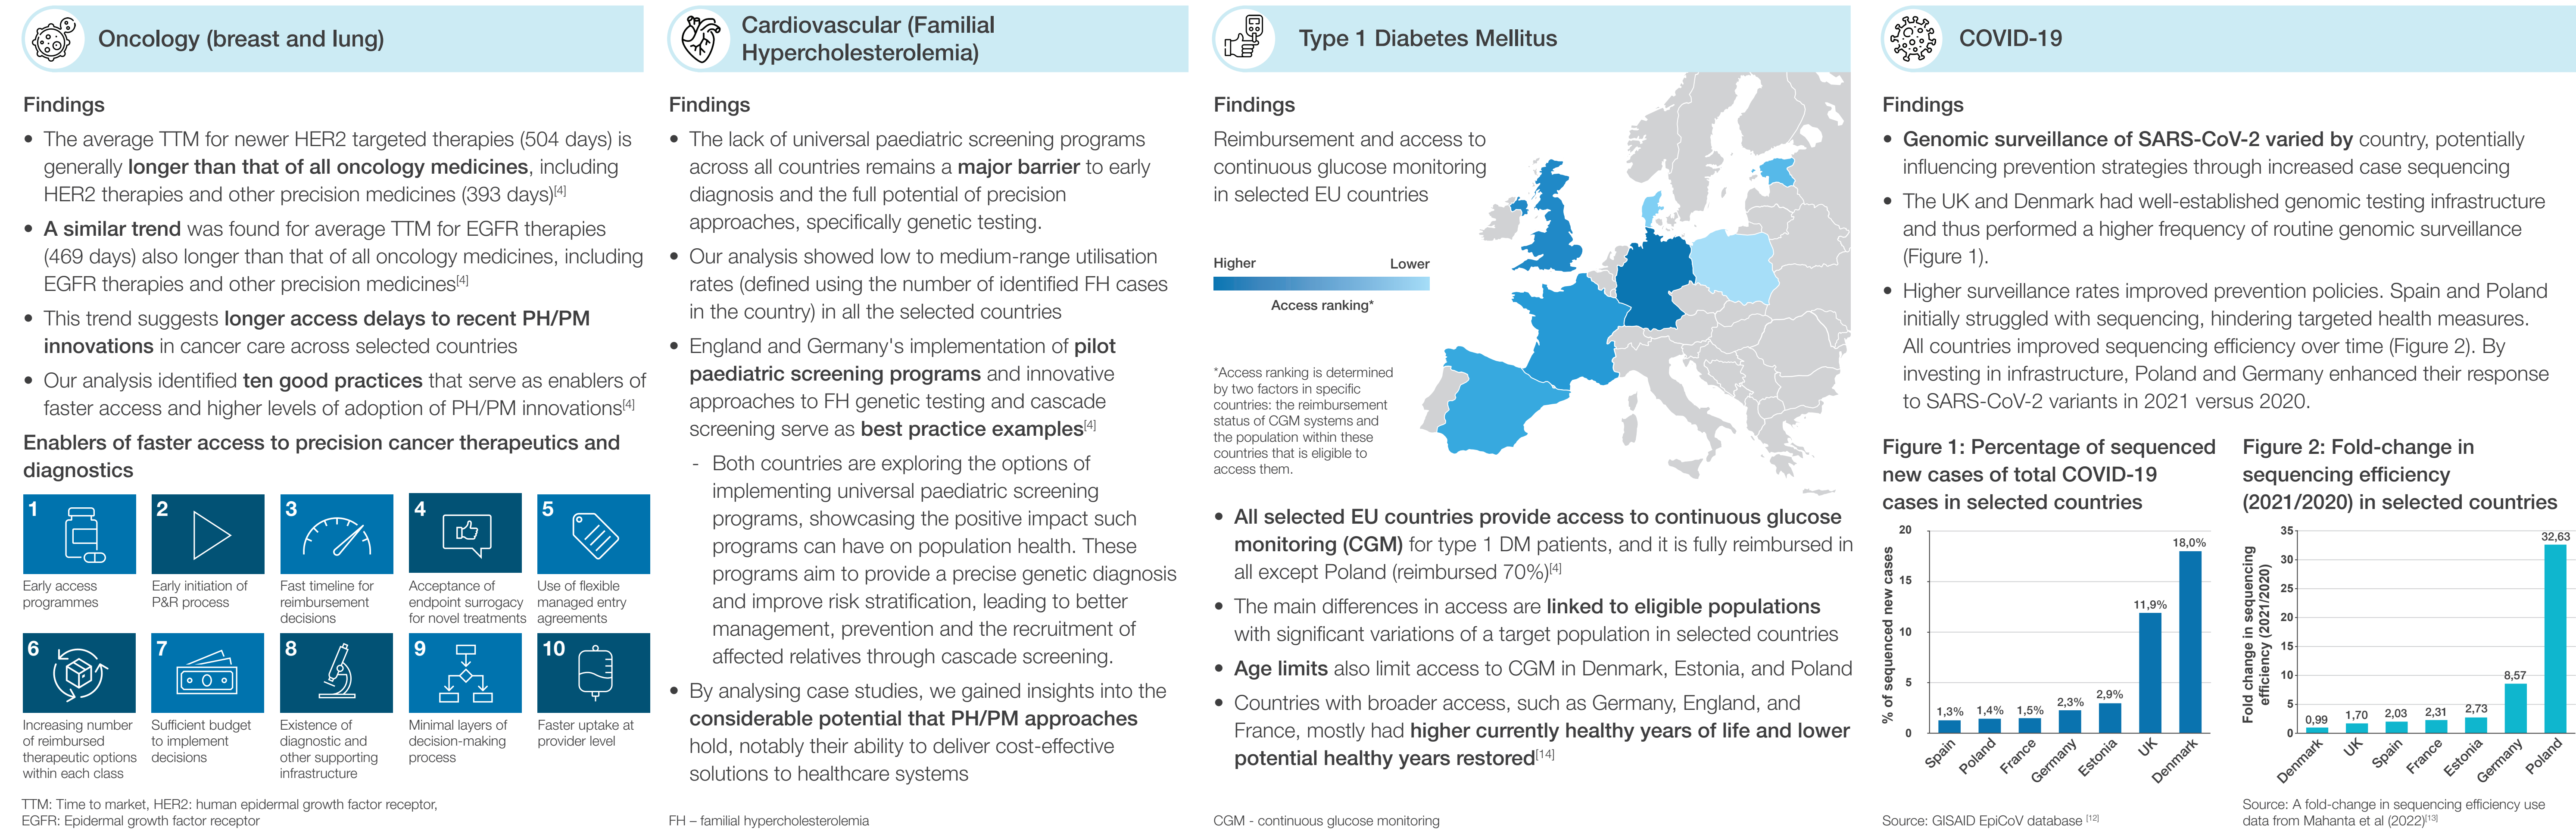 Oncology (breast and lung)
Findings
• The average TTM for newer HER2 targeted therapies (504 days) is
generally longer than that of all oncology medicines, including
HER2 therapies and other precision medicines (393 days)[4]
• A similar trend was found for average TTM for EGFR therapies
(469 days) also longer than that of all oncology medicines, including
EGFR therapies and other precision medicines[4]
• This trend suggests longer access delays to recent PH/PM
innovations in cancer care across selected countries
• Our analysis identified ten good practices that serve as enablers of
faster access and higher levels of adoption of PH/PM innovations[4]
Enablers of faster access to precision cancer therapeutics and
diagnostics
1
Early access
programmes
2
Early initiation of
P&R process
3
Fast timeline for
reimbursement
decisions
4
Acceptance of
endpoint surrogacy
for novel treatments
5
Use of flexible
managed entry
agreements
6
Increasing number
of reimbursed
therapeutic options
within each class
7
Sufficient budget
to implement
decisions
8
Existence of
diagnostic and
other supporting
infrastructure
9
Minimal layers of
decision-making
process
10
Faster uptake at
provider level
TTM: Time to market, HER2: human epidermal growth factor receptor,
EGFR: Epidermal growth factor receptor
Cardiovascular (Familial
Hypercholesterolemia)
Findings
• The lack of universal paediatric screening programs
across all countries remains a major barrier to early
diagnosis and the full potential of precision
approaches, specifically genetic testing.
• Our analysis showed low to medium-range utilisation
rates (defined using the number of identified FH cases
in the country) in all the selected countries
• England and Germany's implementation of pilot
paediatric screening programs and innovative
approaches to FH genetic testing and cascade
screening serve as best practice examples[4]
- Both countries are exploring the options of
implementing universal paediatric screening
programs, showcasing the positive impact such
programs can have on population health. These
programs aim to provide a precise genetic diagnosis
and improve risk stratification, leading to better
management, prevention and the recruitment of
affected relatives through cascade screening.
• By analysing case studies, we gained insights into the
considerable potential that PH/PM approaches
hold, notably their ability to deliver cost-effective
solutions to healthcare systems
FH – familial hypercholesterolemia
Type 1 Diabetes Mellitus
Findings
Reimbursement and access to
continuous glucose monitoring
in selected EU countries
Higher Lower
Access ranking*
*Access ranking is determined
by two factors in specific
countries: the reimbursement
status of CGM systems and
the population within these
countries that is eligible to
access them.
• All selected EU countries provide access to continuous glucose
monitoring (CGM) for type 1 DM patients, and it is fully reimbursed in
all except Poland (reimbursed 70%)[4]
• The main differences in access are linked to eligible populations
with significant variations of a target population in selected countries
• Age limits also limit access to CGM in Denmark, Estonia, and Poland
• Countries with broader access, such as Germany, England, and
France, mostly had higher currently healthy years of life and lower
potential healthy years restored[14]
CGM - continuous glucose monitoring
COVID-19
Findings
• Genomic surveillance of SARS-CoV-2 varied by country, potentially
influencing prevention strategies through increased case sequencing
• The UK and Denmark had well-established genomic testing infrastructure
and thus performed a higher frequency of routine genomic surveillance
(Figure 1).
• Higher surveillance rates improved prevention policies. Spain and Poland
initially struggled with sequencing, hindering targeted health measures.
All countries improved sequencing efficiency over time (Figure 2). By
investing in infrastructure, Poland and Germany enhanced their response
to SARS-CoV-2 variants in 2021 versus 2020.
Figure 1: Percentage of sequenced
new cases of total COVID-19
cases in selected countries
% of sequenced new cases
20
15
10
5
0
1,3% 1,4% 1,5% 2,3% 2,9% 11,9% 18,0%
Spain Poland France Germany Estonia UK Denmark
Source: GISAID EpiCoV database [12]
Figure 2: Fold-change in
sequencing efficiency
(2021/2020) in selected countries
Fold change in sequencing
efficiency (2021/2020)
35
30
25
20
15
10
5
0
0,99 1,70 2,03 2,31 2,73 8,57 32,63
Denmark UK Spain France Estonia Germany Poland
Source: A fold-change in sequencing efficiency use
data from Mahanta et al (2022)[13]